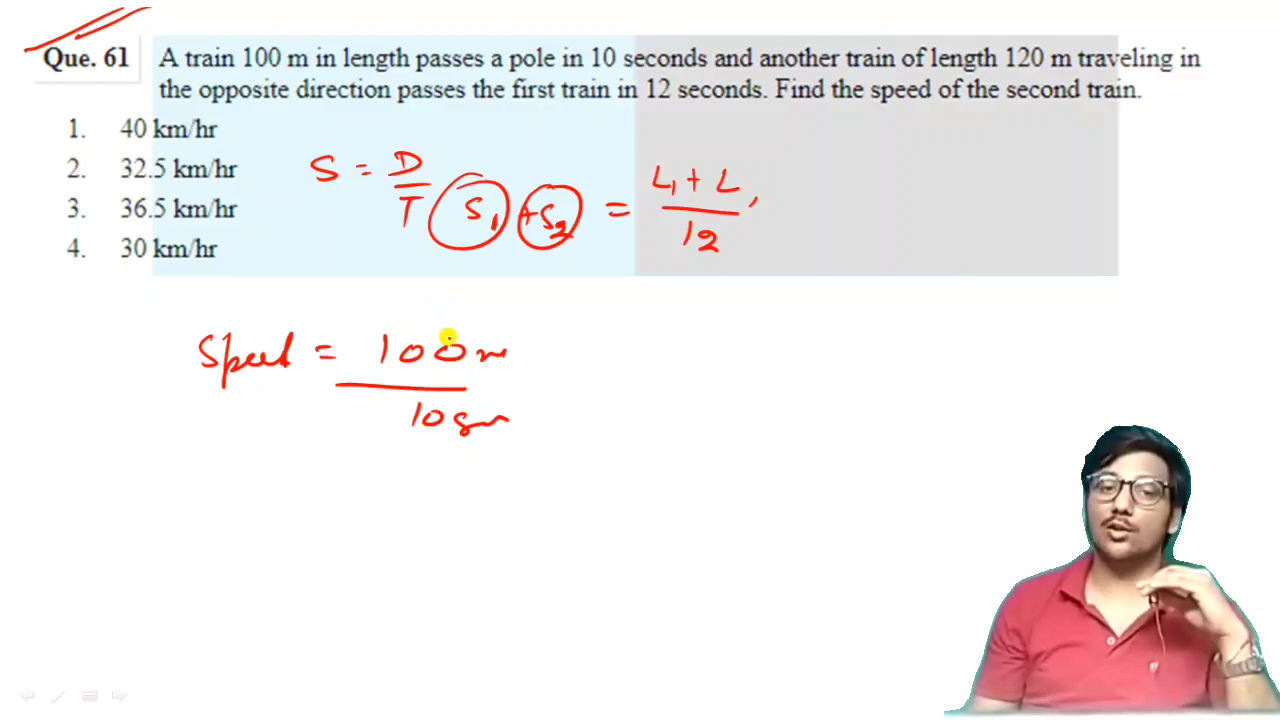 Que. 61 A train 100 m in length passes a pole in 10 seconds and another train of length 120 m traveling in
the opposite direction passes the first train in 12 seconds. Find the speed of the second train.
1. 40 km/hr
2. 32.5 km/hr
3. 36.5 km/hr
4. 30 km/hr
S = D/T
S₁ + S₂ = L₁ + L / 12
Speed = 100m
10